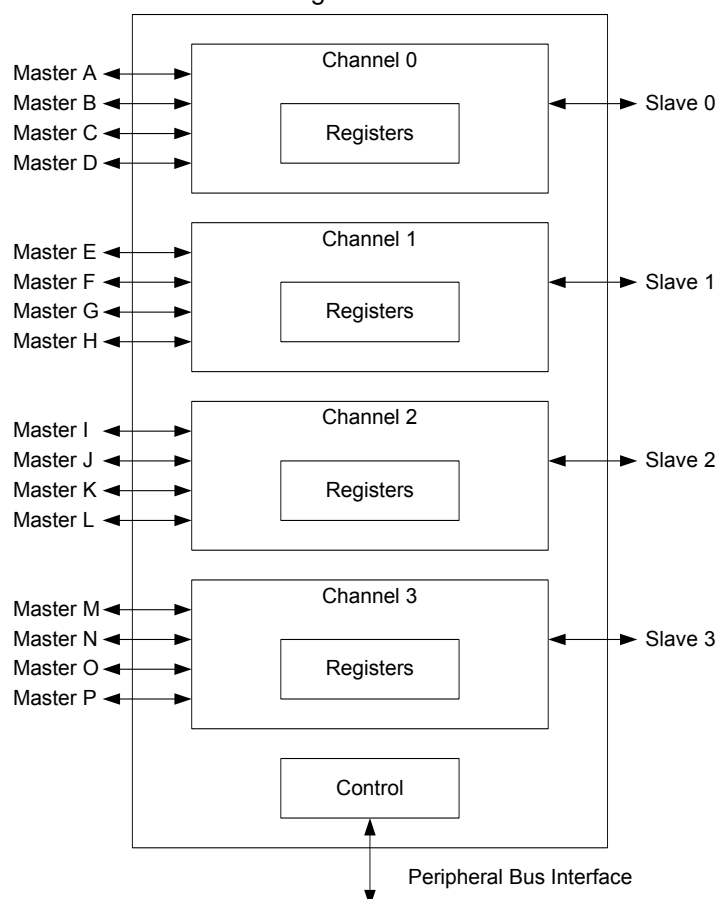 Channel 0
Master A
Master B
Master C
Master D
Registers
Slave 0
Channel 1
Master E
Master F
Master G
Master H
Registers
Slave 1
Channel 2
Master I
Master J
Master K
Master L
Registers
Slave 2
Channel 3
Master M
Master N
Master O
Master P
Registers
Slave 3
Control
Peripheral Bus Interface